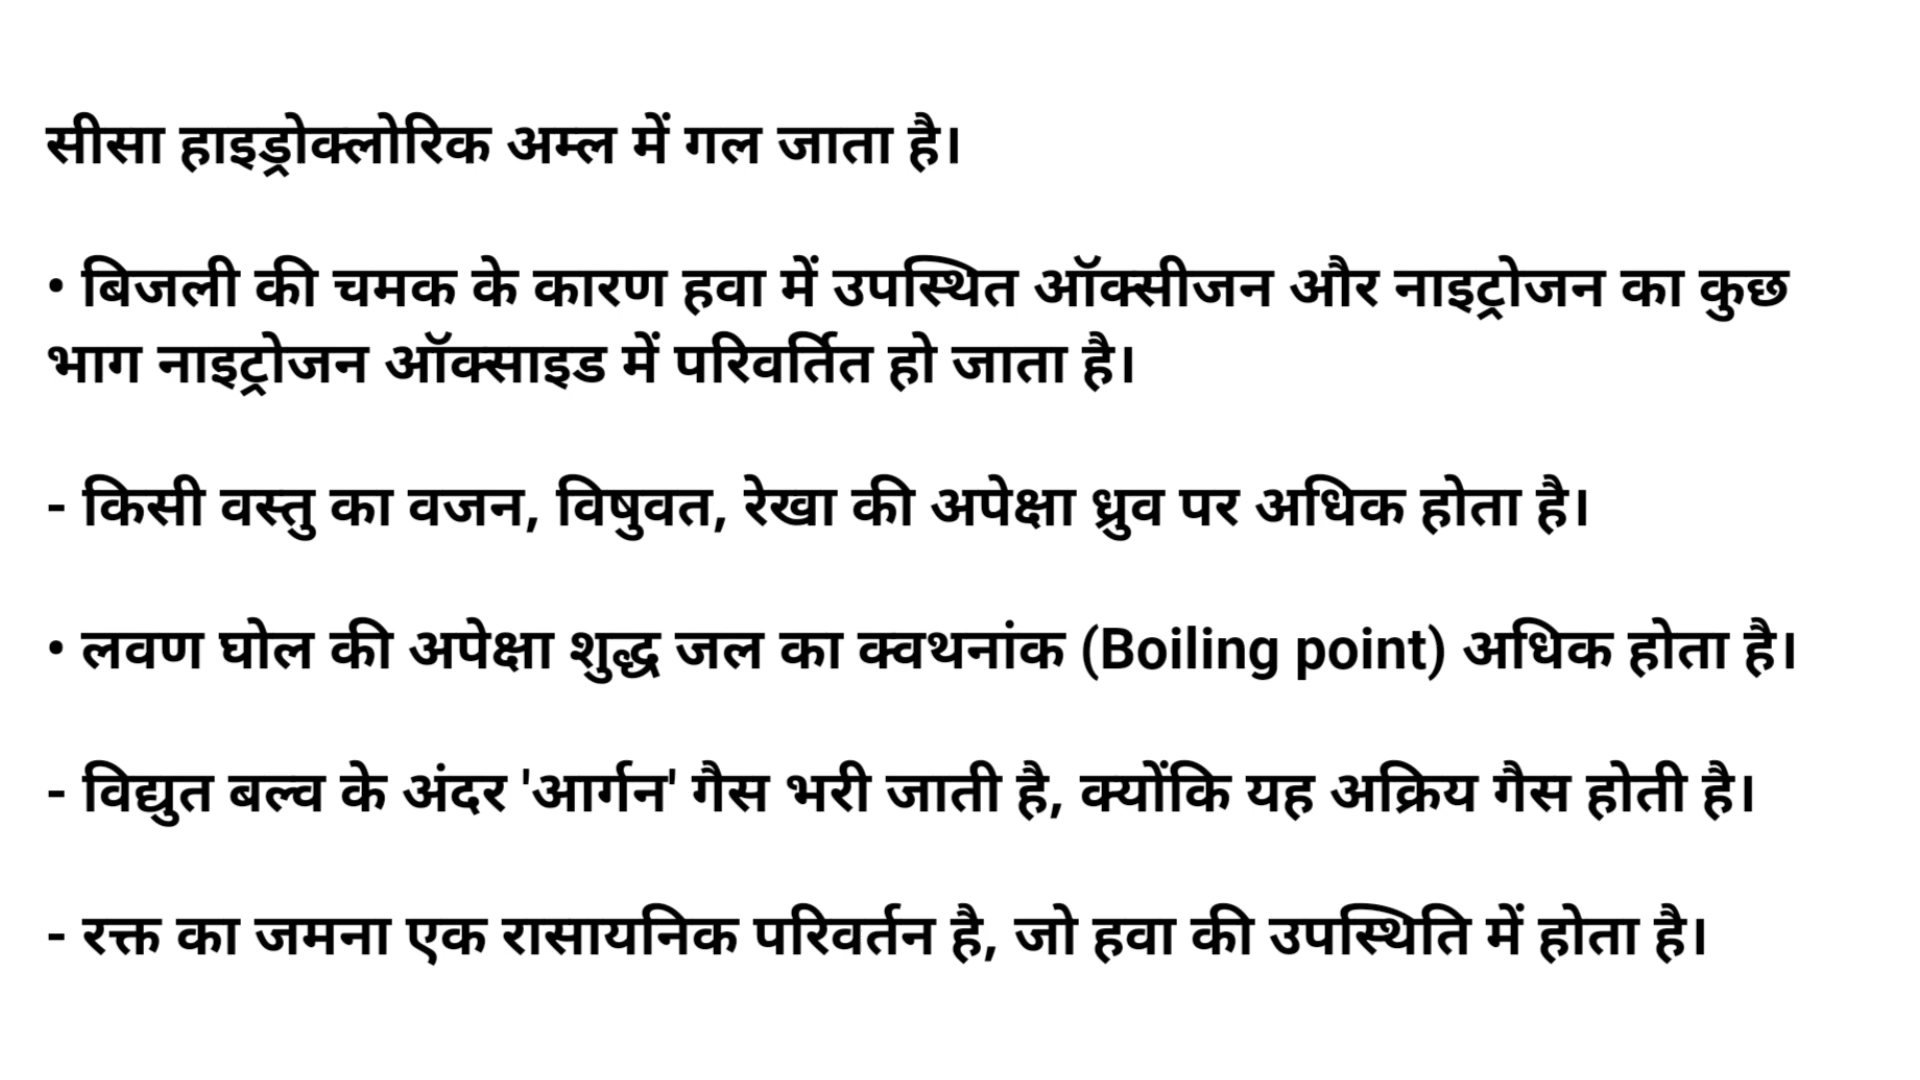 सीसा हाइड्रोक्लोरिक अम्ल में गल जाता है।
• बिजली की चमक के कारण हवा में उपस्थित ऑक्सीजन और नाइट्रोजन का कुछ
भाग नाइट्रोजन ऑक्साइड में परिवर्तित हो जाता है।
- किसी वस्तु का वजन, विषुवत, रेखा की अपेक्षा ध्रुव पर अधिक होता है।
• लवण घोल की अपेक्षा शुद्ध जल का क्वथनांक (Boiling point) अधिक होता है।
- विद्युत बल्व के अंदर 'आर्गन' गैस भरी जाती है, क्योंकि यह अक्रिय गैस होती है।
- रक्त का जमना एक रासायनिक परिवर्तन है, जो हवा की उपस्थिति में होता है।